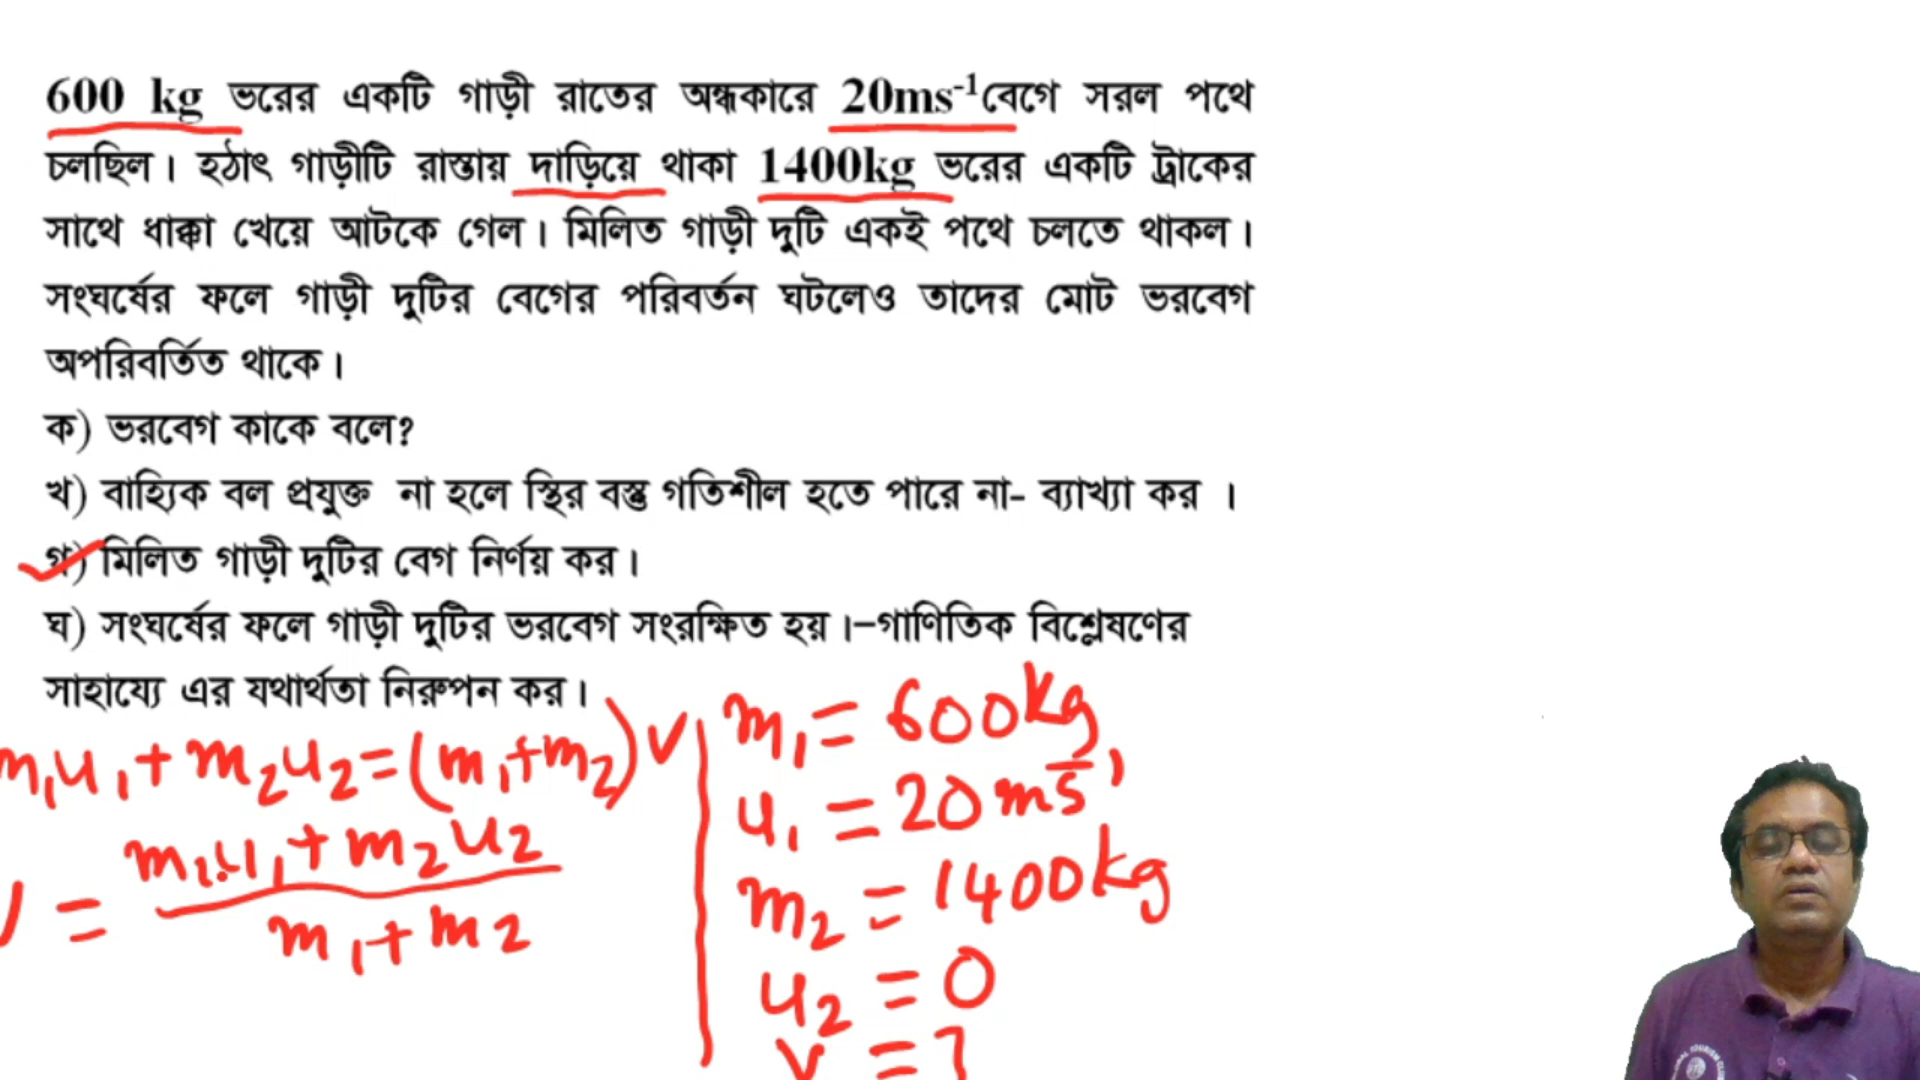 600 kg ভরের একটি গাড়ী রাতের অন্ধকারে 20ms⁻¹বেগে সরল পথে
চলছিল। হঠাৎ গাড়ীটি রাস্তায় দাড়িয়ে থাকা 1400kg ভরের একটি ট্রাকের
সাথে ধাক্কা খেয়ে আটকে গেল। মিলিত গাড়ী দুটি একই পথে চলতে থাকল।
সংঘর্ষের ফলে গাড়ী দুটির বেগের পরিবর্তন ঘটলেও তাদের মোট ভরবেগ
অপরিবর্তিত থাকে।
ক) ভরবেগ কাকে বলে?
খ) বাহ্যিক বল প্রযুক্ত না হলে স্থির বস্তু গতিশীল হতে পারে না- ব্যাখ্যা কর ।
গ) মিলিত গাড়ী দুটির বেগ নির্ণয় কর।
ঘ) সংঘর্ষের ফলে গাড়ী দুটির ভরবেগ সংরক্ষিত হয়।–গাণিতিক বিশ্লেষণের
সাহায্যে এর যথার্থতা নিরুপন কর।
m₁u₁+m₂u₂=(m₁+m₂)v
v = (m₁u₁+m₂u₂)/(m₁+m₂)
m₁ = 600kg
u₁ = 20ms⁻¹
m₂ = 1400kg
u₂ = 0
v = ?